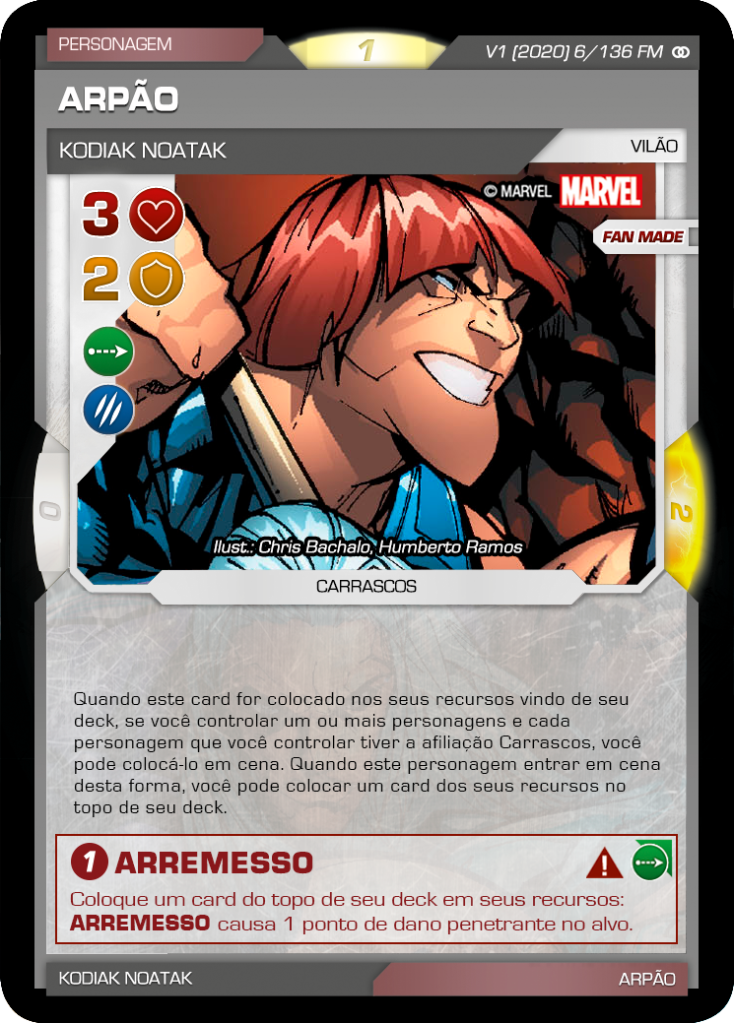 PERSONAGEM
1
V1 (2020) 6/136 FM
ARPÃO
KODIAK NOATAK
VILÃO
© MARVEL MARVEL
3
FAN MADE
2
0
2
Ilust.: Chris Bachalo, Humberto Ramos
CARRASCOS
Quando este card for colocado nos seus recursos vindo de seu
deck, se você controlar um ou mais personagens e cada
personagem que você controlar tiver a afiliação Carrascos, você
pode colocá-lo em cena. Quando este personagem entrar em cena
desta forma, você pode colocar um card dos seus recursos no
topo de seu deck.
1 ARREMESSO
Coloque um card do topo de seu deck em seus recursos:
ARREMESSO causa 1 ponto de dano penetrante no alvo.
KODIAK NOATAK
ARPÃO